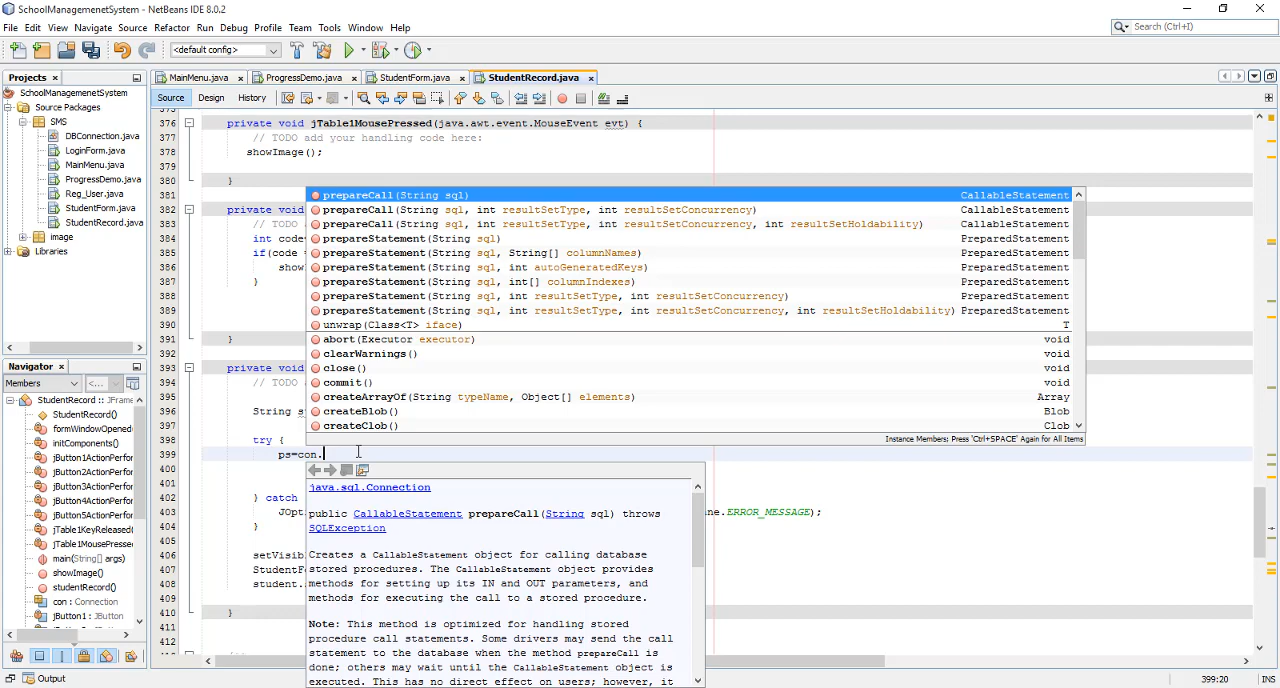 SchoolManagemenetSystem - NetBeans IDE 8.0.2
File Edit View Navigate Source Refactor Run Debug Profile Team Tools Window Help
Search (Ctrl+I)
<default config>
Projects
MainMenu.java ProgressDemo.java StudentForm.java StudentRecord.java
SchoolManagemenetSystem
Source Packages
SMS
DBConnection.java
LoginForm.java
MainMenu.java
ProgressDemo.java
Reg_User.java
StudentForm.java
StudentRecord.java
image
Libraries
Source Design History
376 private void jTable1MousePressed(java.awt.event.MouseEvent evt) {
377 // TODO add your handling code here:
378 showImage();
379
380 }
381
382 private void
383 // TODO
384 int code
385 if(code =
386 show
387 }
388
389
390
391 }
392
393 private void
394 // TODO
395
396 String s
397
398 try {
399 ps=con.
400
401
402 } catch
403 JOpt ne.ERROR_MESSAGE);
404 }
405
406 setVisib
407 StudentFo
408 student.
409
410 }
411
412
prepareCall(String sql) CallableStatement
prepareCall(String sql, int resultSetType, int resultSetConcurrency) CallableStatement
prepareCall(String sql, int resultSetType, int resultSetConcurrency, int resultSetHoldability) CallableStatement
prepareStatement(String sql) PreparedStatement
prepareStatement(String sql, String[] columnNames) PreparedStatement
prepareStatement(String sql, int autoGeneratedKeys) PreparedStatement
prepareStatement(String sql, int[] columnIndexes) PreparedStatement
prepareStatement(String sql, int resultSetType, int resultSetConcurrency) PreparedStatement
prepareStatement(String sql, int resultSetType, int resultSetConcurrency, int resultSetHoldability) PreparedStatement
unwrap(Class<T> iface) T
abort(Executor executor) void
clearWarnings() void
close() void
commit() void
createArrayOf(String typeName, Object[] elements) Array
createBlob() Blob
createClob() Clob
Instance Members; Press 'Ctrl+SPACE' Again for All Items
java.sql.Connection
public CallableStatement prepareCall(String sql) throws
SQLException
Creates a CallableStatement object for calling database
stored procedures. The CallableStatement object provides
methods for setting up its IN and OUT parameters, and
methods for executing the call to a stored procedure.
Note: This method is optimized for handling stored
procedure call statements. Some drivers may send the call
statement to the database when the method prepareCall is
done; others may wait until the CallableStatement object is
executed. This has no direct effect on users; however, it
Navigator
Members <...
StudentRecord :: JFrame
StudentRecord()
formWindowOpened(
initComponents()
jButton1ActionPerfor
jButton2ActionPerfor
jButton3ActionPerfor
jButton4ActionPerfor
jButton5ActionPerfor
jTable1KeyReleased(
jTable1MousePressed
main(String[] args)
showImage()
studentRecord()
con : Connection
jButton1 : JButton
Output
399:20 INS